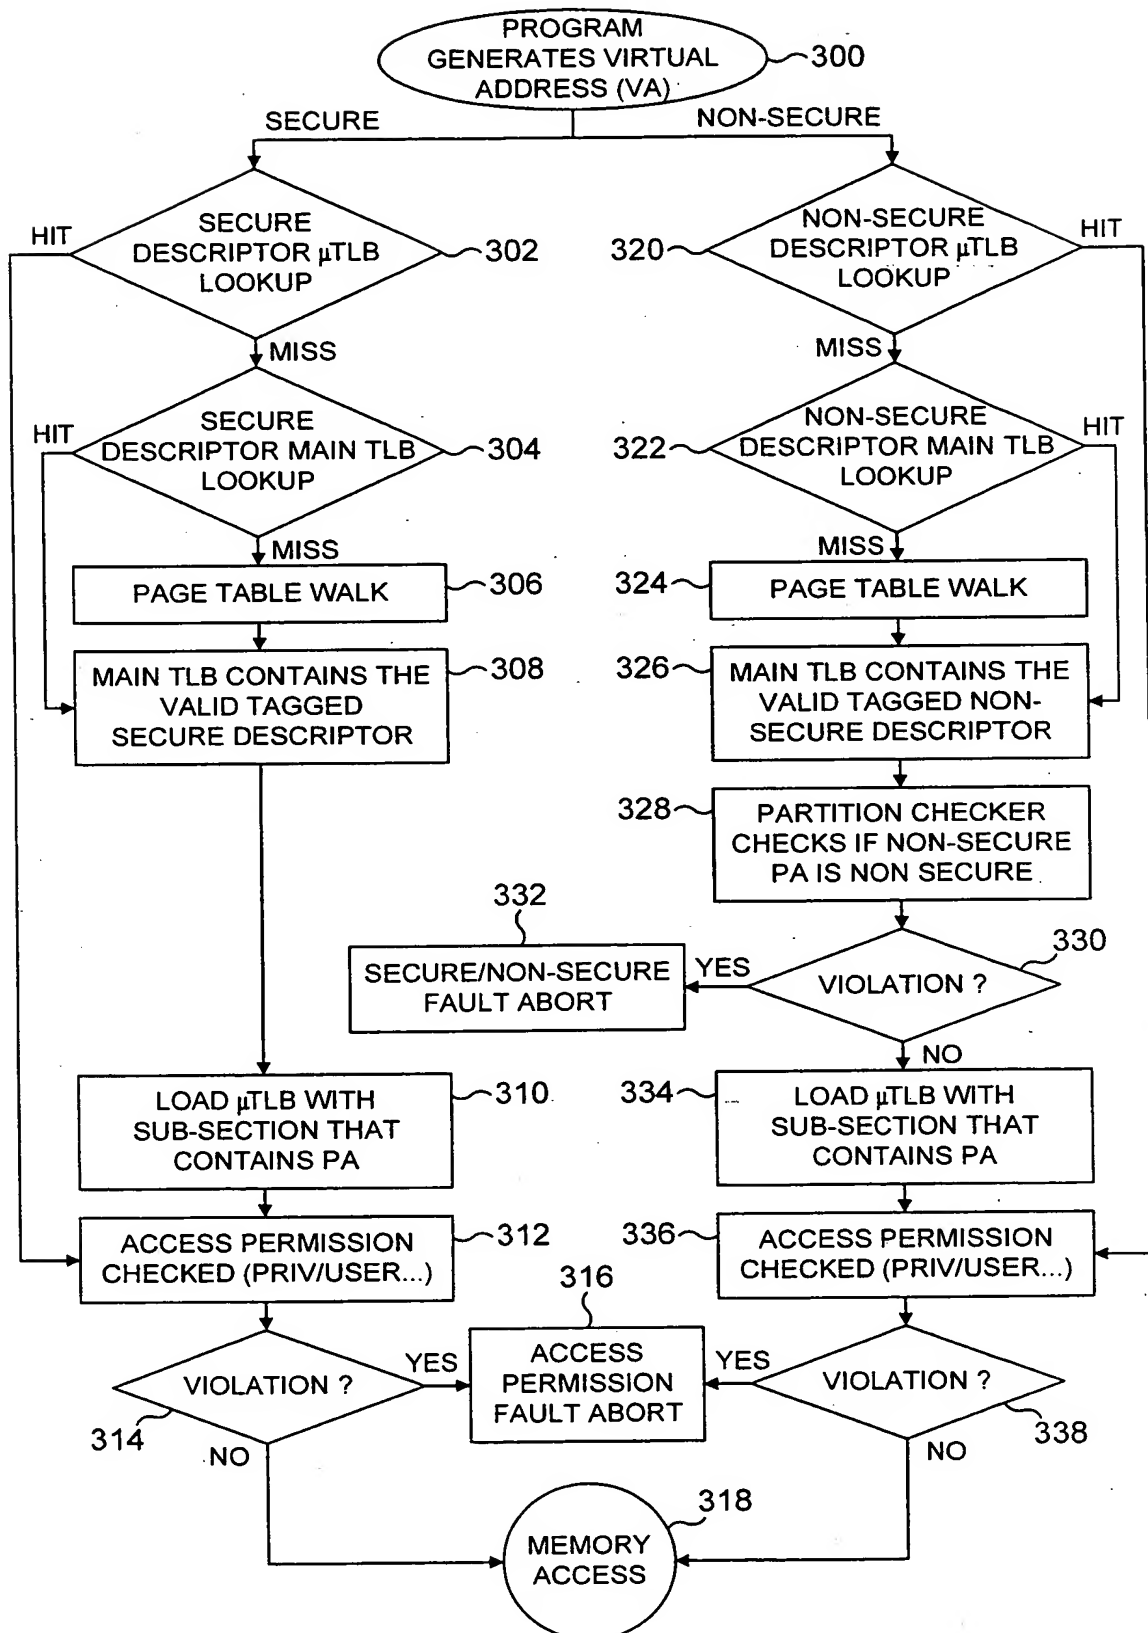 PROGRAM
GENERATES VIRTUAL
ADDRESS (VA)
300
SECURE
NON-SECURE
HIT
SECURE
DESCRIPTOR µTLB
LOOKUP
302
320
NON-SECURE
DESCRIPTOR µTLB
LOOKUP
HIT
MISS
MISS
HIT
SECURE
DESCRIPTOR MAIN TLB
LOOKUP
304
322
NON-SECURE
DESCRIPTOR MAIN TLB
LOOKUP
HIT
MISS
MISS
PAGE TABLE WALK
306
324
PAGE TABLE WALK
MAIN TLB CONTAINS THE
VALID TAGGED
SECURE DESCRIPTOR
308
326
MAIN TLB CONTAINS THE
VALID TAGGED NON-
SECURE DESCRIPTOR
328
PARTITION CHECKER
CHECKS IF NON-SECURE
PA IS NON SECURE
332
SECURE/NON-SECURE
FAULT ABORT
YES
VIOLATION ?
330
NO
LOAD µTLB WITH
SUB-SECTION THAT
CONTAINS PA
310
334
LOAD µTLB WITH
SUB-SECTION THAT
CONTAINS PA
ACCESS PERMISSION
CHECKED (PRIV/USER...)
312
336
ACCESS PERMISSION
CHECKED (PRIV/USER...)
316
VIOLATION ?
314
YES
ACCESS
PERMISSION
FAULT ABORT
YES
VIOLATION ?
338
NO
NO
318
MEMORY
ACCESS